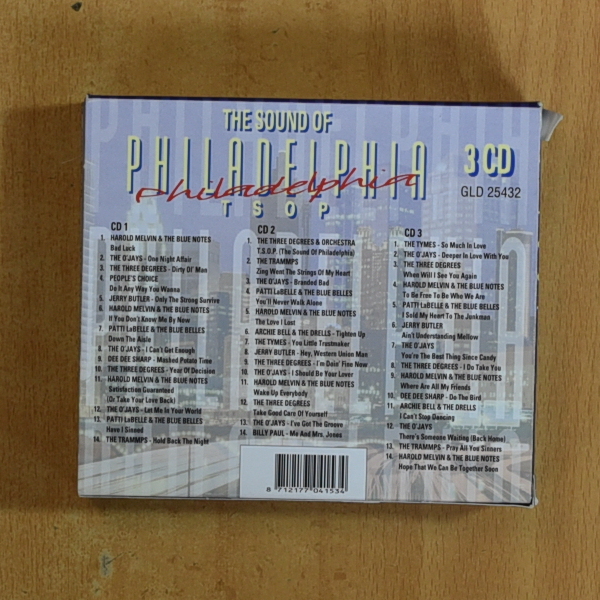 THE SOUND OF
PHILADELPHIA
philadelphia
T S O P
3 CD
GLD 25432
CD 1
1. HAROLD MELVIN & THE BLUE NOTES
Bad Luck
2. THE O'JAYS - One Night Affair
3. THE THREE DEGREES - Dirty Ol' Man
4. PEOPLE'S CHOICE
Do It Any Way You Wanna
5. JERRY BUTLER - Only The Strong Survive
6. HAROLD MELVIN & THE BLUE NOTES
If You Don't Know Me By Now
7. PATTI LaBELLE & THE BLUE BELLES
Down The Aisle
8. THE O'JAYS - I Can't Get Enough
9. DEE DEE SHARP - Mashed Potato Time
10. THE THREE DEGREES - Year Of Decision
11. HAROLD MELVIN & THE BLUE NOTES
Satisfaction Guaranteed
(Or Take Your Love Back)
12. THE O'JAYS - Let Me In Your World
13. PATTI LaBELLE & THE BLUE BELLES
Have I Sinned
14. THE TRAMMPS - Hold Back The Night
CD 2
1. THE THREE DEGREES & ORCHESTRA
T.S.O.P. (The Sound Of Philadelphia)
2. THE TRAMMPS
Zing Went The Strings Of My Heart
3. THE O'JAYS - Branded Bad
4. PATTI LaBELLE & THE BLUE BELLES
You'll Never Walk Alone
5. HAROLD MELVIN & THE BLUE NOTES
The Love I Lost
6. ARCHIE BELL & THE DRELLS - Tighten Up
7. THE TYMES - You Little Trustmaker
8. JERRY BUTLER - Hey, Western Union Man
9. THE THREE DEGREES - I'm Doin' Fine Now
10. THE O'JAYS - I Should Be Your Lover
11. HAROLD MELVIN & THE BLUE NOTES
Wake Up Everybody
12. THE THREE DEGREES
Take Good Care Of Yourself
13. THE O'JAYS - I've Got The Groove
14. BILLY PAUL - Me And Mrs. Jones
CD 3
1. THE TYMES - So Much In Love
2. THE O'JAYS - Deeper In Love With You
3. THE THREE DEGREES
When Will I See You Again
4. HAROLD MELVIN & THE BLUE NOTES
To Be Free To Be Who We Are
5. PATTI LaBELLE & THE BLUE BELLES
I Sold My Heart To The Junkman
6. JERRY BUTLER
Ain't Understanding Mellow
7. THE O'JAYS
You're The Best Thing Since Candy
8. THE THREE DEGREES - I Do Take You
9. HAROLD MELVIN & THE BLUE NOTES
Where Are All My Friends
10. DEE DEE SHARP - Do The Bird
11. ARCHIE BELL & THE DRELLS
I Can't Stop Dancing
12. THE O'JAYS
There's Someone Waiting (Back Home)
13. THE TRAMMPS - Pray All You Sinners
14. HAROLD MELVIN & THE BLUE NOTES
Hope That We Can Be Together Soon
8 712177 041534